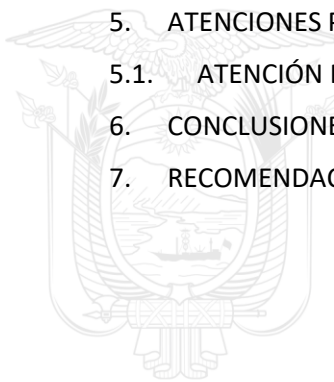 5. ATENCIONES P
5.1. ATENCIÓN
6. CONCLUSIONE
7. RECOMENDAC